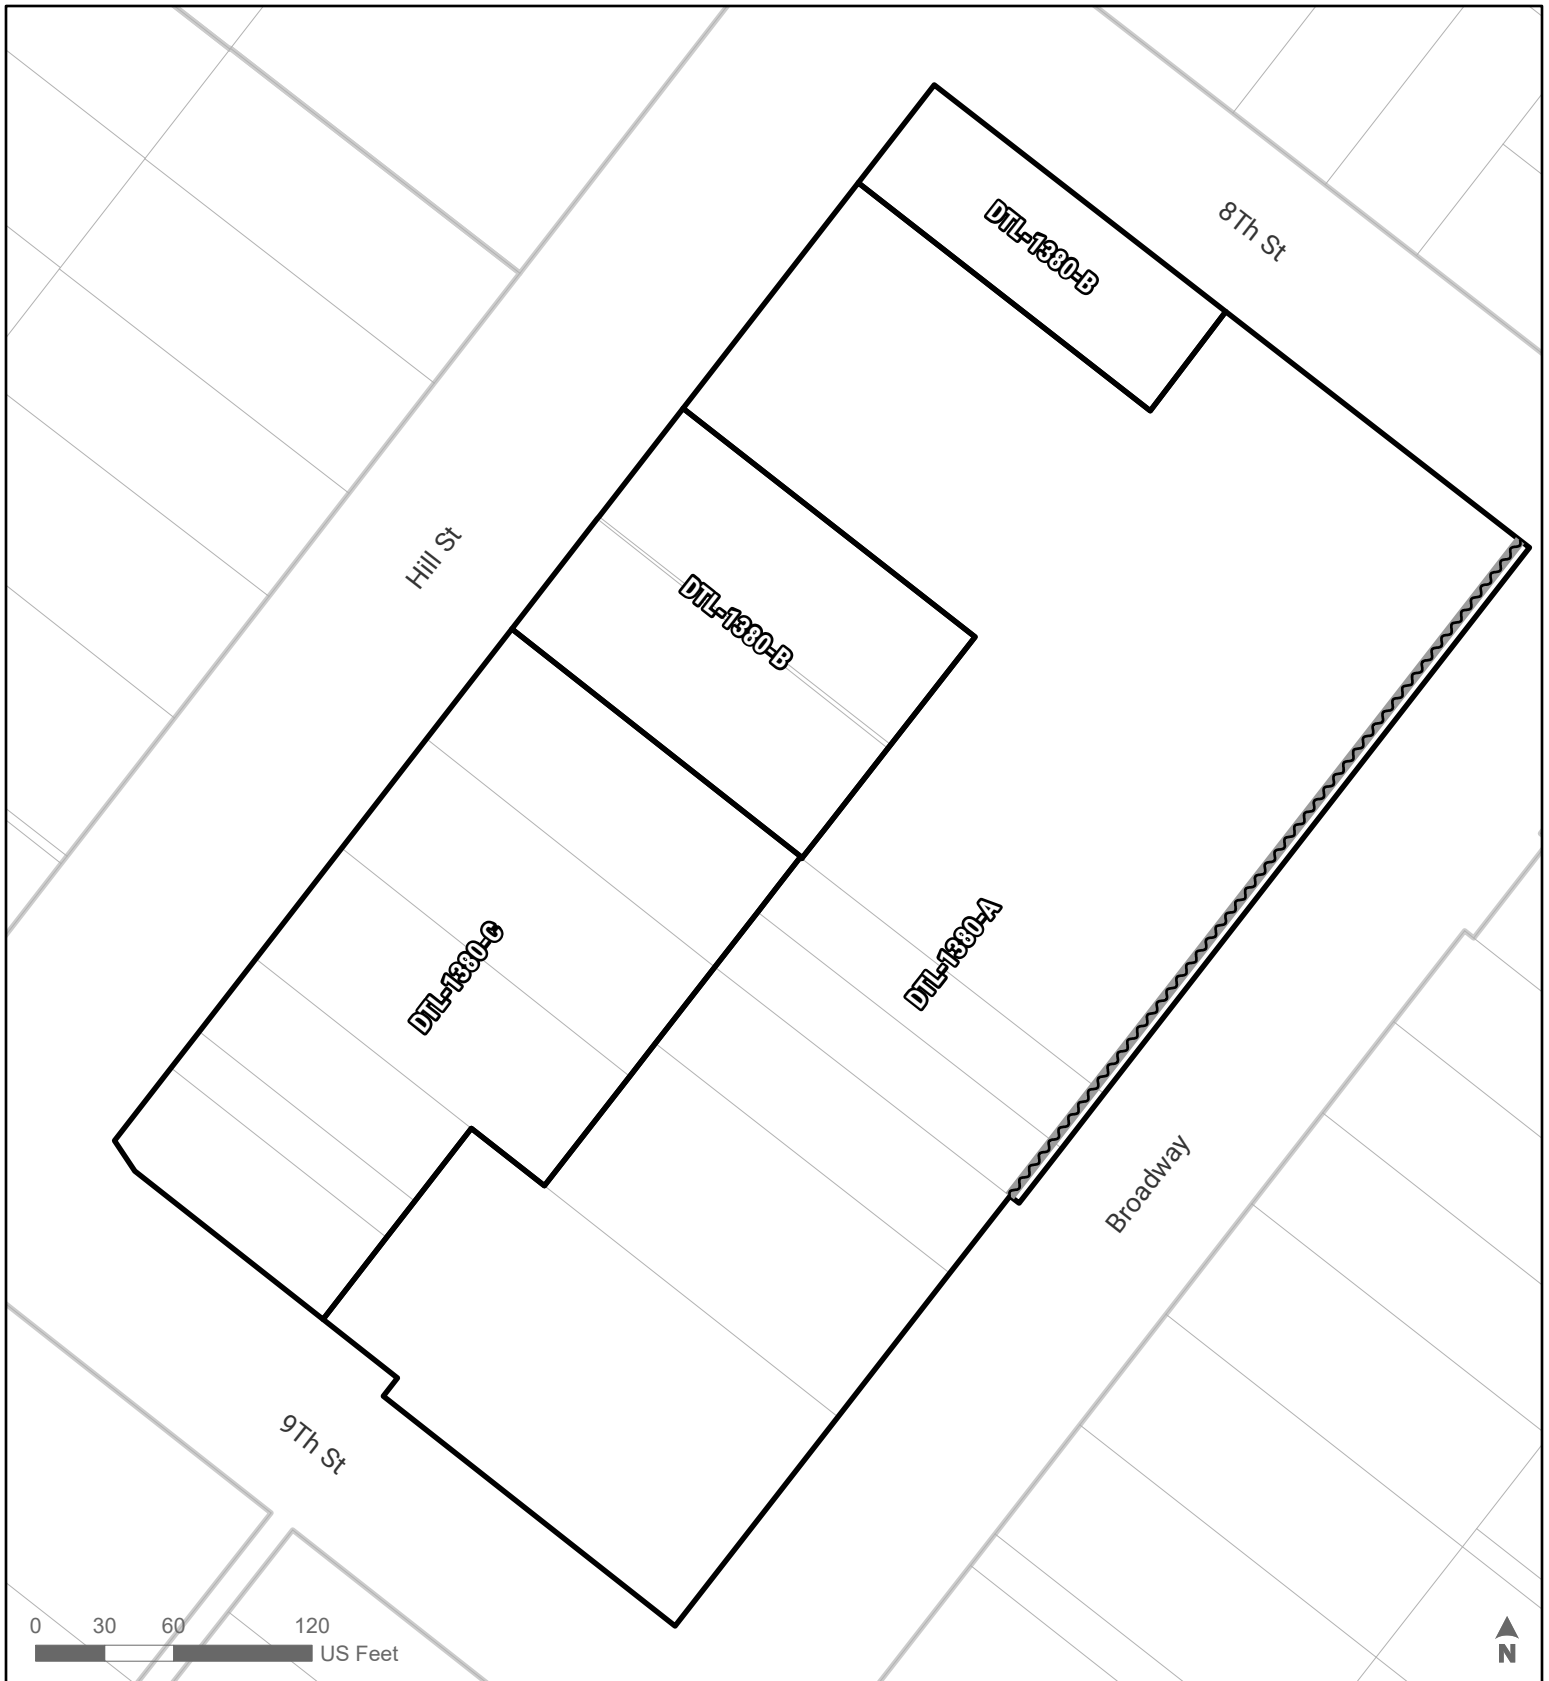 8Th St
DTL-1380-B
Hill St
DTL-1380-B
DTL-1380-A
DTL-1380-C
Broadway
9Th St
0 30 60 120
US Feet
N